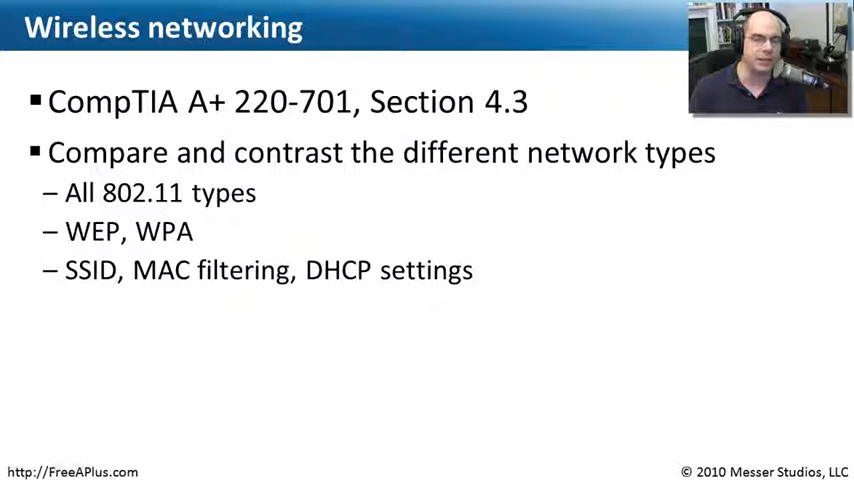 Wireless networking
▪ CompTIA A+ 220-701, Section 4.3
▪ Compare and contrast the different network types
– All 802.11 types
– WEP, WPA
– SSID, MAC filtering, DHCP settings
http://FreeAPlus.com
© 2010 Messer Studios, LLC